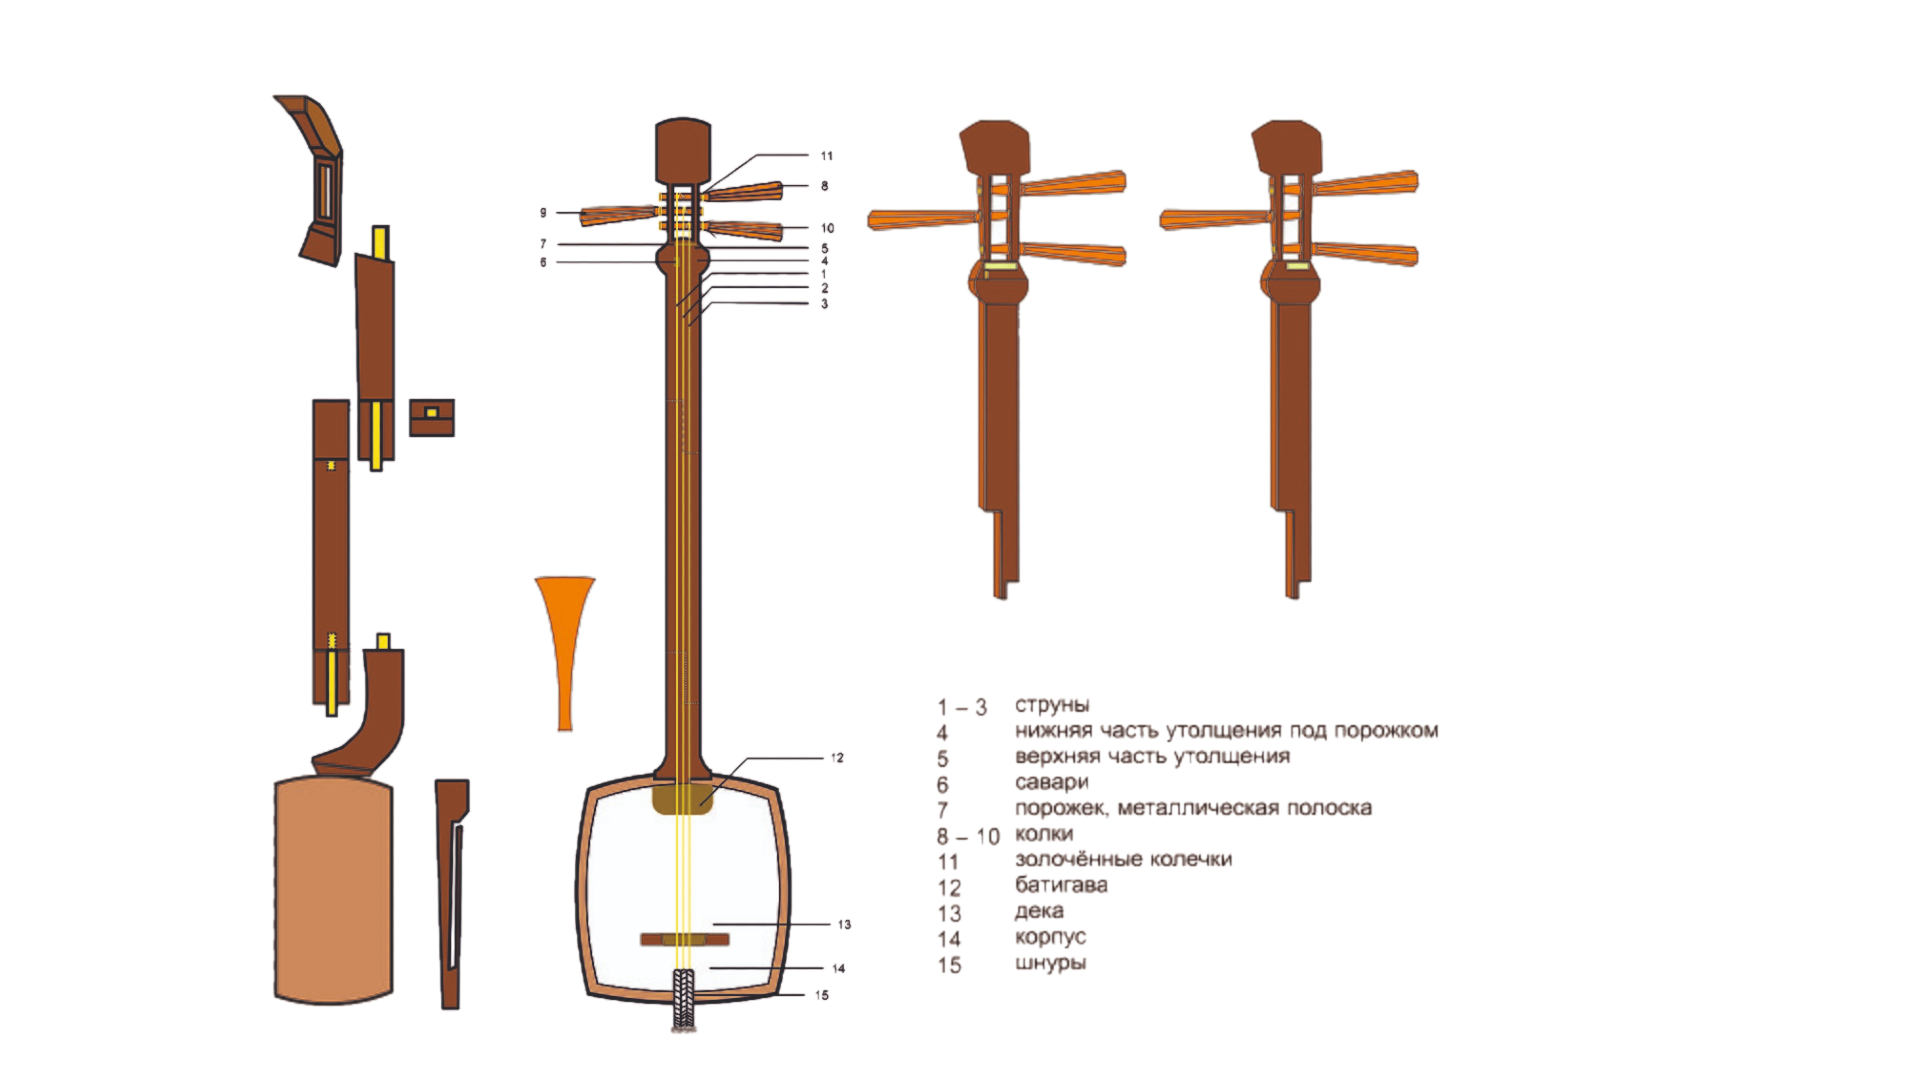 11
8
9
10
7
5
6
4
1
2
3
12
13
14
15
1 – 3 струны
4 нижняя часть утолщения под порожком
5 верхняя часть утолщения
6 савари
7 порожек, металлическая полоска
8 – 10 колки
11 золочённые колечки
12 батигава
13 дека
14 корпус
15 шнуры